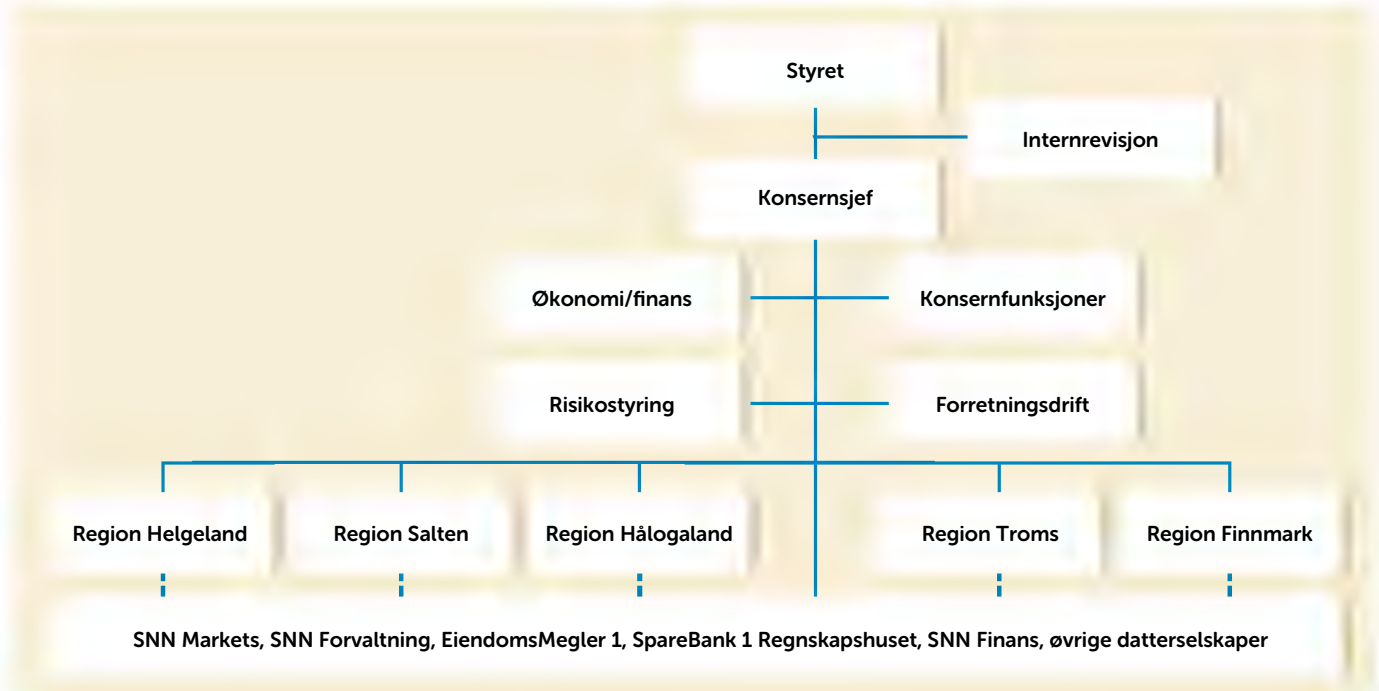 Styret
Internrevisjon
Konsernsjef
Økonomi/finans
Konsernfunksjoner
Risikostyring
Forretningsdrift
Region Helgeland
Region Salten
Region Hålogaland
Region Troms
Region Finnmark
SNN Markets, SNN Forvaltning, EiendomsMegler 1, SpareBank 1 Regnskapshuset, SNN Finans, øvrige datterselskaper